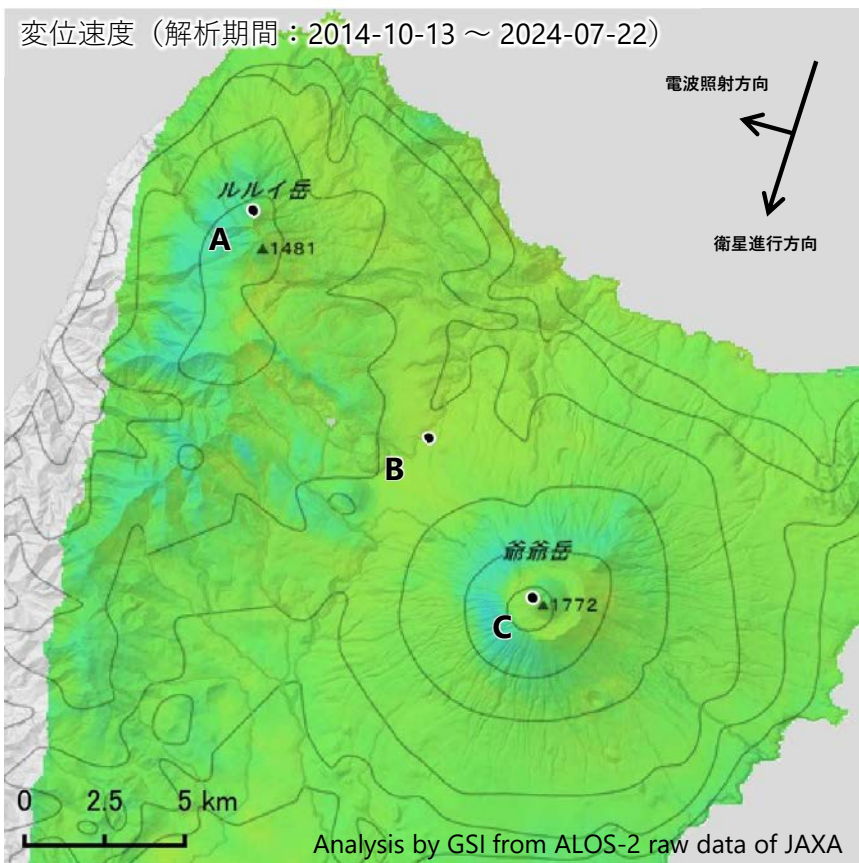 変位速度（解析期間：2014-10-13 ～ 2024-07-22）
電波照射方向
ルルイ岳
A
▲1481
衛星進行方向
B
爺爺岳
▲1772
C
0 2.5 5 km
Analysis by GSI from ALOS-2 raw data of JAXA